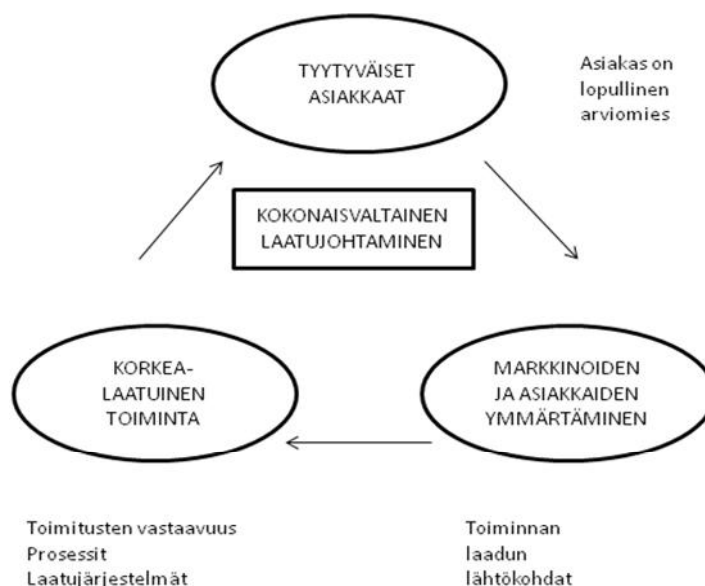 TYYTYVÄISET
ASIAKKAAT
Asiakas on
lopullinen
arviomies
KOKONAISVALTAINEN
LAATUJOHTAMINEN
KORKEA-
LAATUINEN
TOIMINTA
MARKKINOIDEN
JA ASIAKKAIDEN
YMMÄRTÄMINEN
Toimitusten vastaavuus
Prosessit
Laatujärjestelmät
Toiminnan
laadun
lähtökohdat